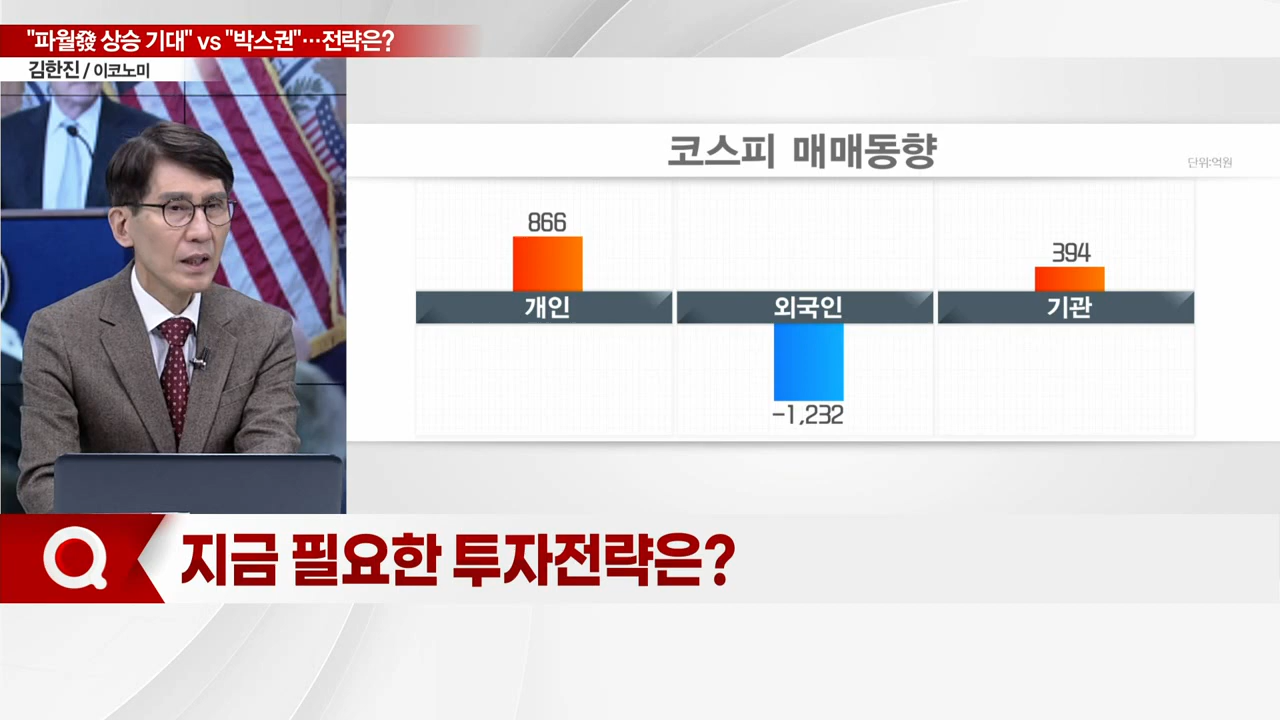 "파월發 상승 기대" vs "박스권"…전략은?
김한진 / 이코노미
코스피 매매동향
단위:억원
866
394
개인
외국인
기관
-1,232
Q
지금 필요한 투자전략은?